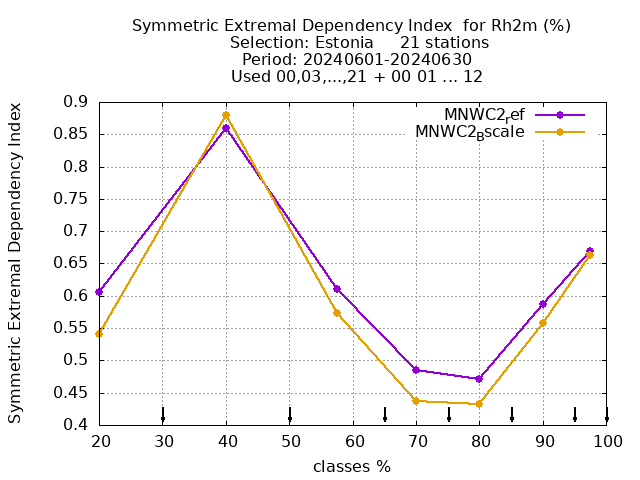 Symmetric Extremal Dependency Index  for Rh2m (%)
Selection: Estonia     21 stations
Period: 20240601-20240630
Used 00,03,...,21 + 00 01 ... 12
MNWC2ref
MNWC2Bscale
Symmetric Extremal Dependency Index
0.9
0.85
0.8
0.75
0.7
0.65
0.6
0.55
0.5
0.45
0.4
20 30 40 50 60 70 80 90 100
classes %